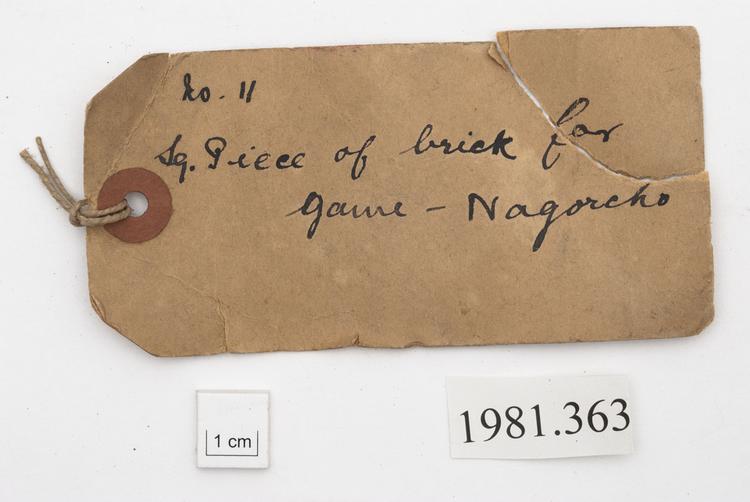 No. 11
Sq. Piece of brick for
game - Nagorcho
1 cm
1981.363